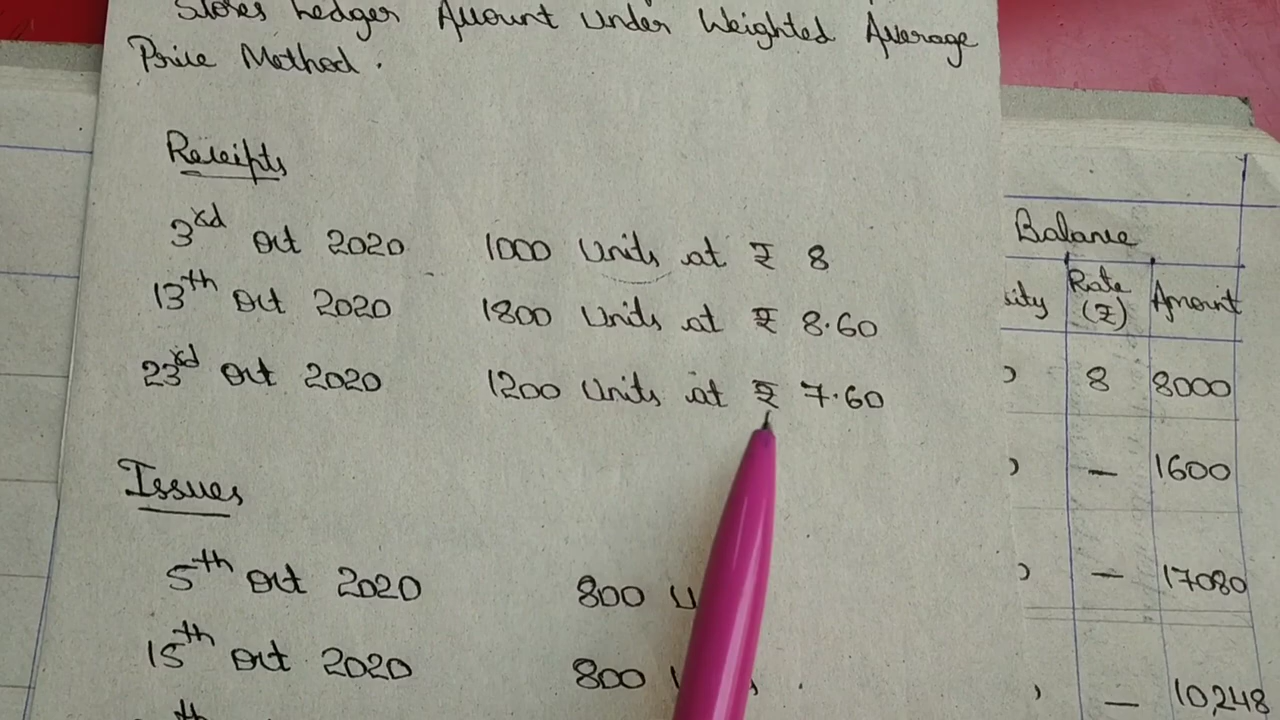 Stores Ledger Account Under Weighted Average
Price Method.
Receipts
3rd Oct 2020 1000 Units at ₹ 8
13th Oct 2020 1800 Units at ₹ 8.60
23rd Oct 2020 1200 Units at ₹ 7.60
Issues
5th Oct 2020 800
15th Oct 2020 800
th
Balance
Rate (₹) Amount
8 8000
— 1600
— 17080
— 10,248